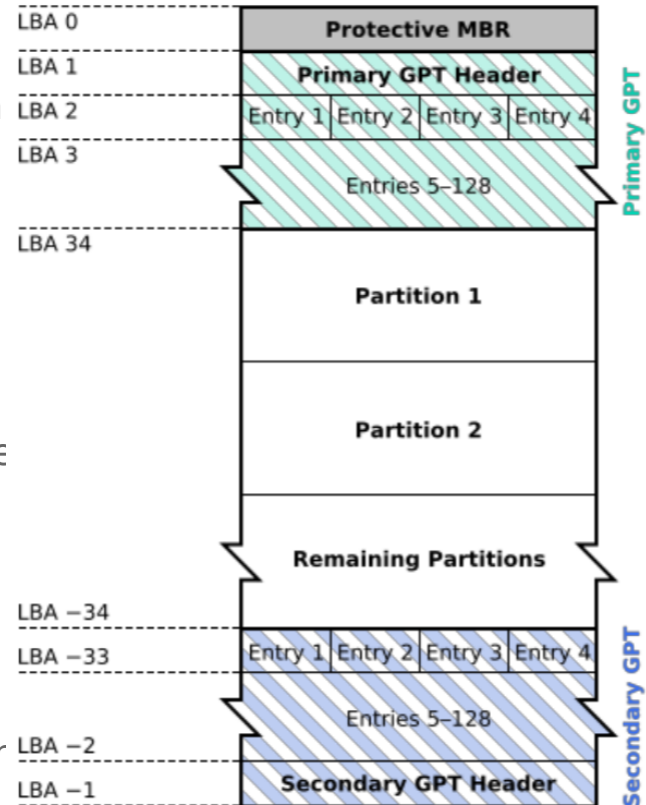 LBA 0
Protective MBR
LBA 1
Primary GPT Header
LBA 2
Entry 1 Entry 2 Entry 3 Entry 4
LBA 3
Entries 5–128
Primary GPT
LBA 34
Partition 1
Partition 2
Remaining Partitions
LBA −34
LBA −33
Entry 1 Entry 2 Entry 3 Entry 4
Entries 5–128
LBA −2
Secondary GPT Header
LBA −1
Secondary GPT